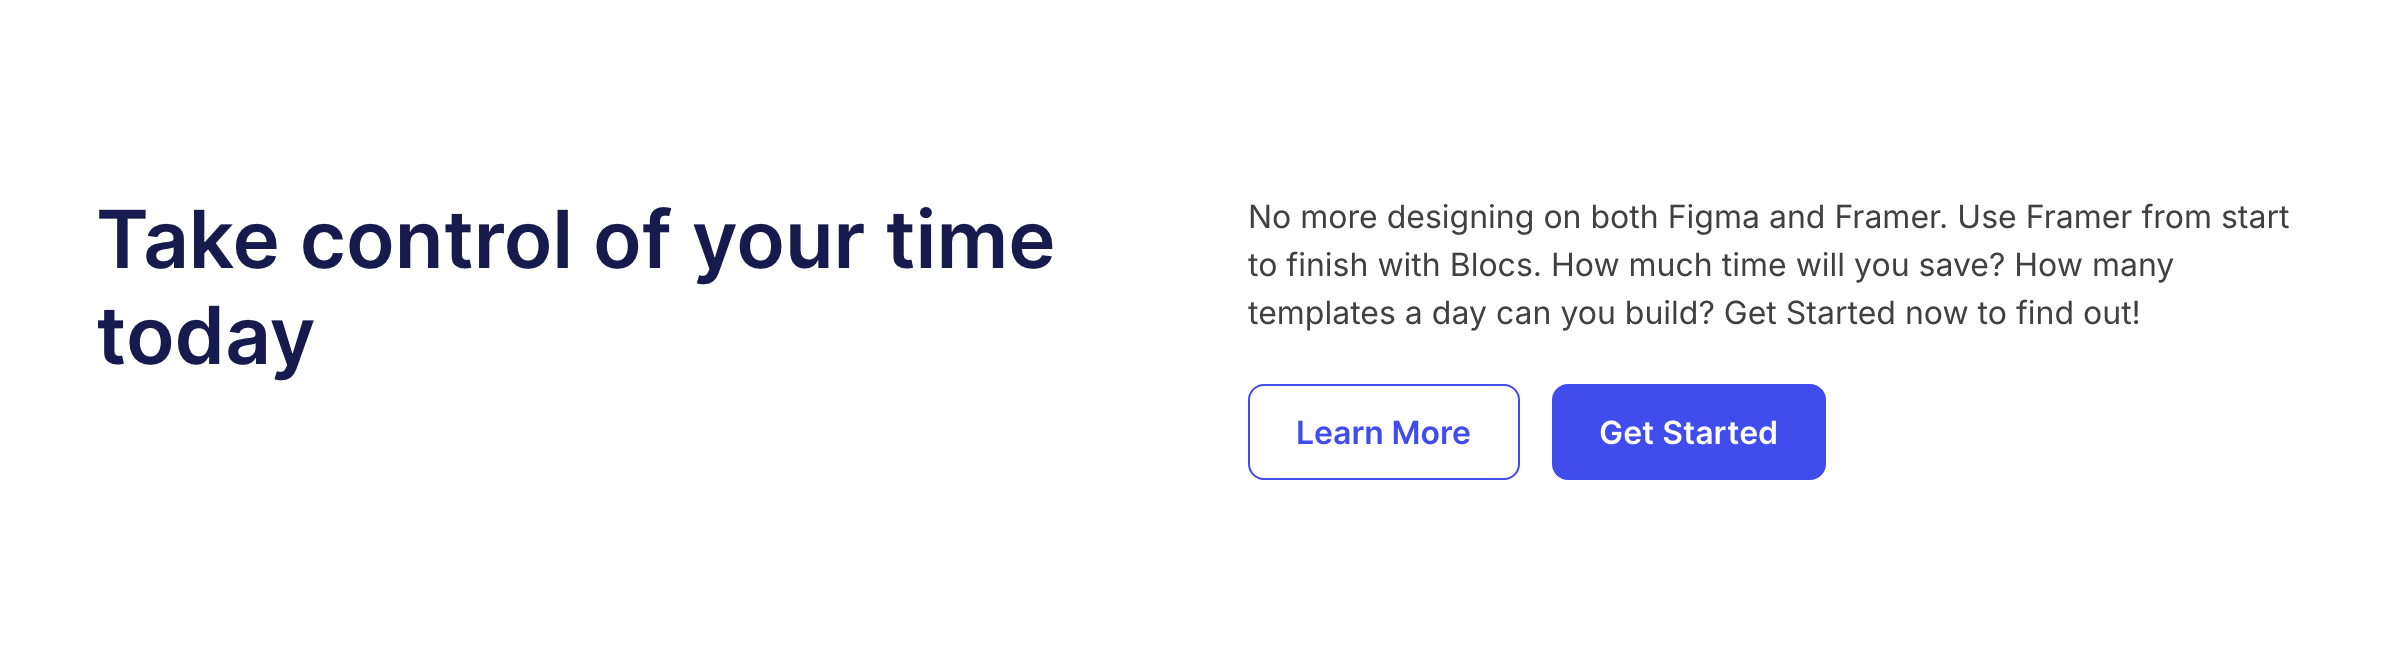 Take control of your time
today
No more designing on both Figma and Framer. Use Framer from start
to finish with Blocs. How much time will you save? How many
templates a day can you build? Get Started now to find out!
Learn More
Get Started